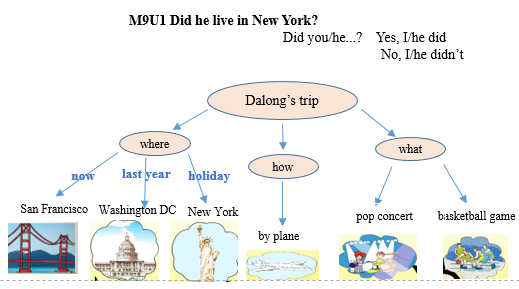 M9U1 Did he live in New York?
Did you/he...? Yes, I/he did
No, I/he didn't
Dalong's trip
where
how
what
now
last year
holiday
San Francisco
Washington DC
New York
by plane
pop concert
basketball game